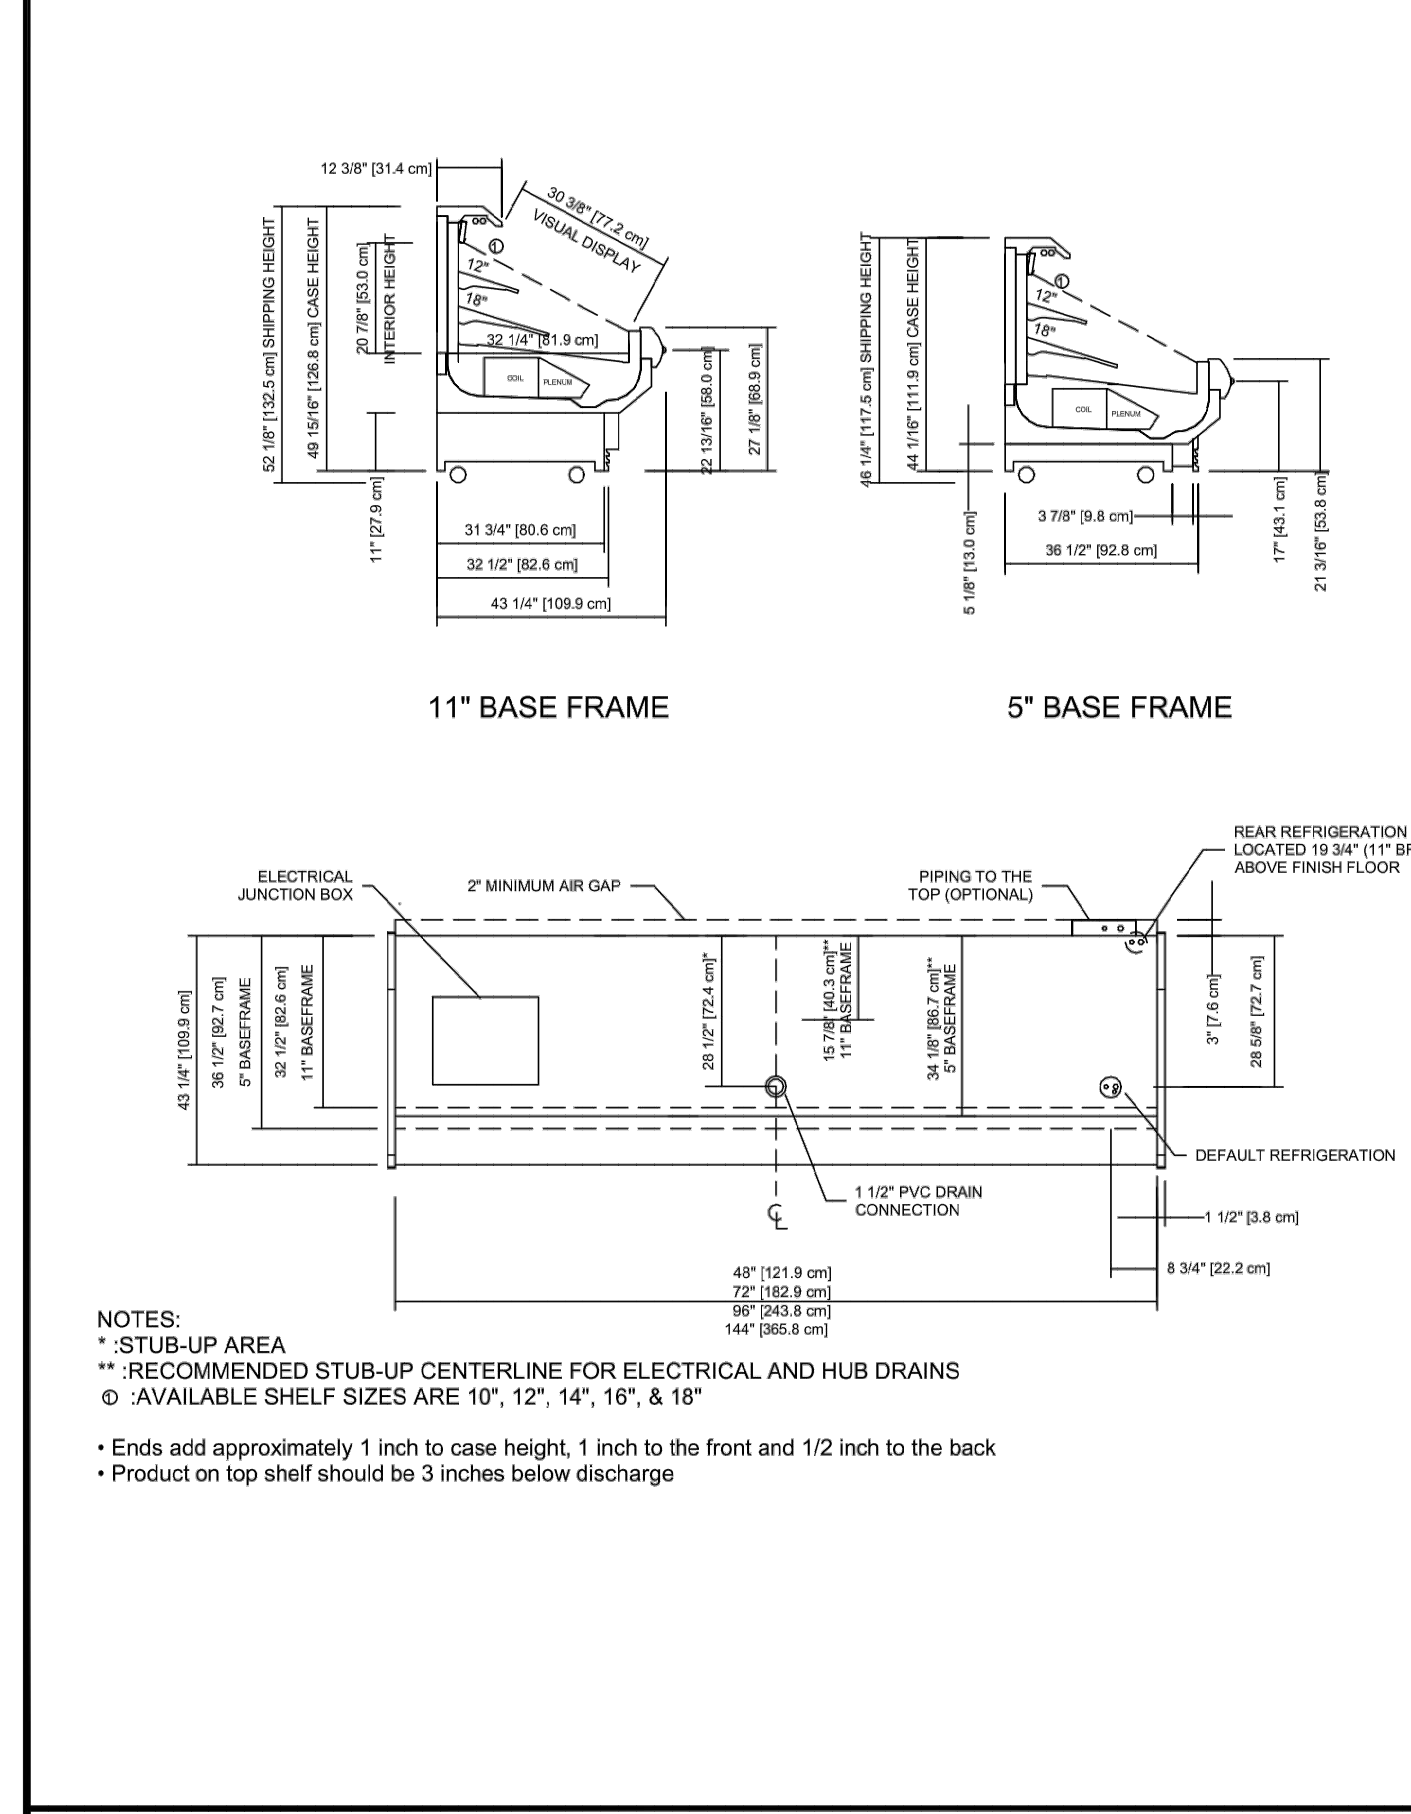 12 3/8" [31.4 cm]
30 3/8" [77.2 cm]
VISUAL DISPLAY
52 1/8" [132.5 cm] SHIPPING HEIGHT
49 15/16" [126.8 cm] CASE HEIGHT
20 7/8" [53.0 cm]
INTERIOR HEIGHT
1
12"
18"
32 1/4" [81.9 cm]
COIL
PLENUM
22 13/16" [58.0 cm]
27 1/8" [68.9 cm]
11" [27.9 cm]
31 3/4" [80.6 cm]
32 1/2" [82.6 cm]
43 1/4" [109.9 cm]
46 1/4" [117.5 cm] SHIPPING HEIGHT
44 1/16" [111.9 cm] CASE HEIGHT
1
12"
18"
COIL
PLENUM
5 1/8" [13.0 cm]
3 7/8" [9.8 cm]
36 1/2" [92.8 cm]
17" [43.1 cm]
21 3/16" [53.8 cm]
11" BASE FRAME
5" BASE FRAME
REAR REFRIGERATION
LOCATED 19 3/4" (11" BF
ABOVE FINISH FLOOR
ELECTRICAL
JUNCTION BOX
2" MINIMUM AIR GAP
PIPING TO THE
TOP (OPTIONAL)
43 1/4" [109.9 cm]
36 1/2" [92.7 cm]
5" BASEFRAME
32 1/2" [82.6 cm]
11" BASEFRAME
28 1/2" [72.4 cm]*
15 7/8" [40.3 cm]**
11" BASEFRAME
34 1/8" [86.7 cm]**
5" BASEFRAME
3" [7.6 cm]
28 5/8" [72.7 cm]
DEFAULT REFRIGERATION
1 1/2" PVC DRAIN
CONNECTION
CL
1 1/2" [3.8 cm]
8 3/4" [22.2 cm]
48" [121.9 cm]
72" [182.9 cm]
96" [243.8 cm]
144" [365.8 cm]
NOTES:
* :STUB-UP AREA
** :RECOMMENDED STUB-UP CENTERLINE FOR ELECTRICAL AND HUB DRAINS
① :AVAILABLE SHELF SIZES ARE 10", 12", 14", 16", & 18"
• Ends add approximately 1 inch to case height, 1 inch to the front and 1/2 inch to the back
• Product on top shelf should be 3 inches below discharge